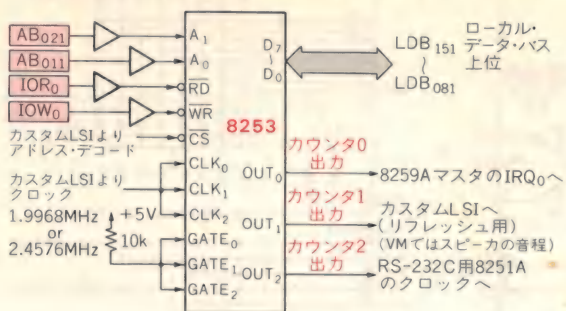 AB021
AB011
IOR0
IOW0
カスタムLSIより
アドレス・デコード
カスタムLSIより
クロック
1.9968MHz
or
2.4576MHz
+5V
10k
A1
A0
RD
WR
CS
CLK0
CLK1
CLK2
GATE0
GATE1
GATE2
8253
D7
~
D0
OUT0
OUT1
OUT2
LDB151
~
LDB081
ローカル・
データ・バス
上位
カウンタ0
出力
8259AマスタのIRQ0へ
カウンタ1
出力
カスタムLSIへ
(リフレッシュ用)
(VMではスピーカの音程)
カウンタ2
出力
RS-232C用8251A
のクロックへ